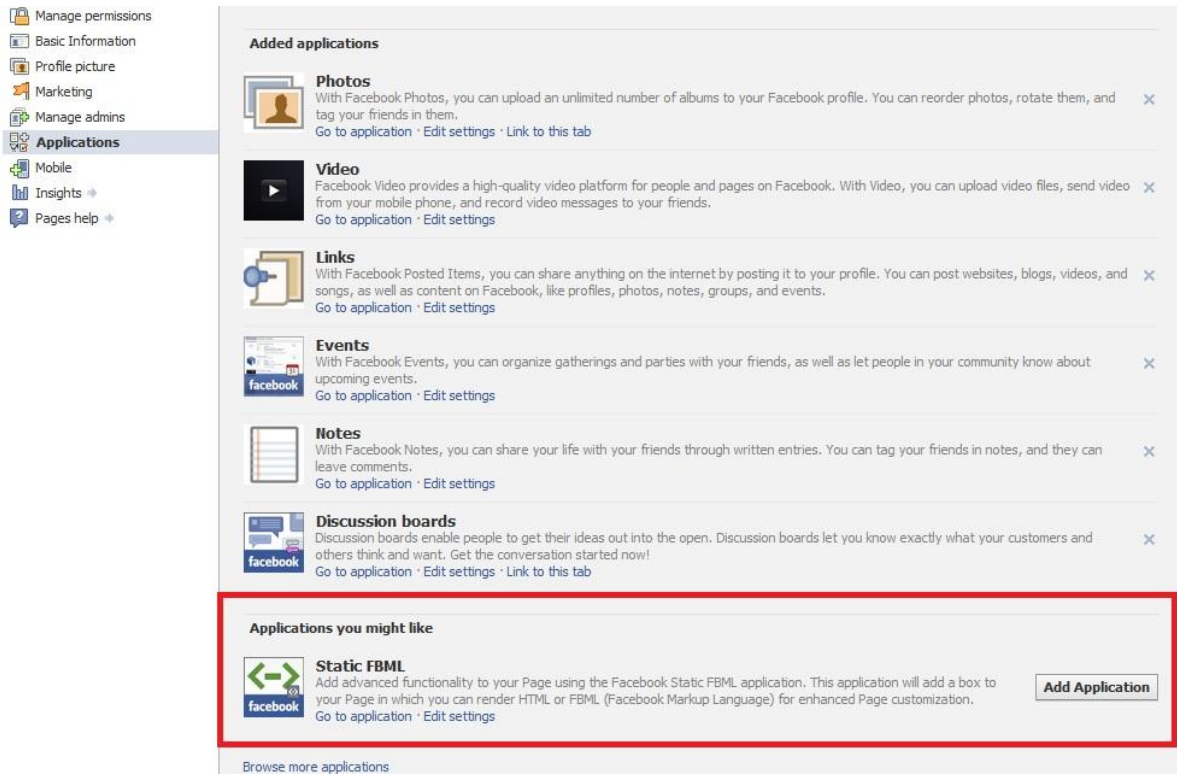 Manage permissions
Basic Information
Profile picture
Marketing
Manage admins
Applications
Mobile
Insights
Pages help
Added applications
Photos
With Facebook Photos, you can upload an unlimited number of albums to your Facebook profile. You can reorder photos, rotate them, and
tag your friends in them.
Go to application · Edit settings · Link to this tab
Video
Facebook Video provides a high-quality video platform for people and pages on Facebook. With Video, you can upload video files, send video
from your mobile phone, and record video messages to your friends.
Go to application · Edit settings
Links
With Facebook Posted Items, you can share anything on the internet by posting it to your profile. You can post websites, blogs, videos, and
songs, as well as content on Facebook, like profiles, photos, notes, groups, and events.
Go to application · Edit settings
facebook
Events
With Facebook Events, you can organize gatherings and parties with your friends, as well as let people in your community know about
upcoming events.
Go to application · Edit settings
Notes
With Facebook Notes, you can share your life with your friends through written entries. You can tag your friends in notes, and they can
leave comments.
Go to application · Edit settings
facebook
Discussion boards
Discussion boards enable people to get their ideas out into the open. Discussion boards let you know exactly what your customers and
others think and want. Get the conversation started now!
Go to application · Edit settings · Link to this tab
Applications you might like
facebook
Static FBML
Add advanced functionality to your Page using the Facebook Static FBML application. This application will add a box to
your Page in which you can render HTML or FBML (Facebook Markup Language) for enhanced Page customization.
Go to application · Edit settings
Add Application
Browse more applications